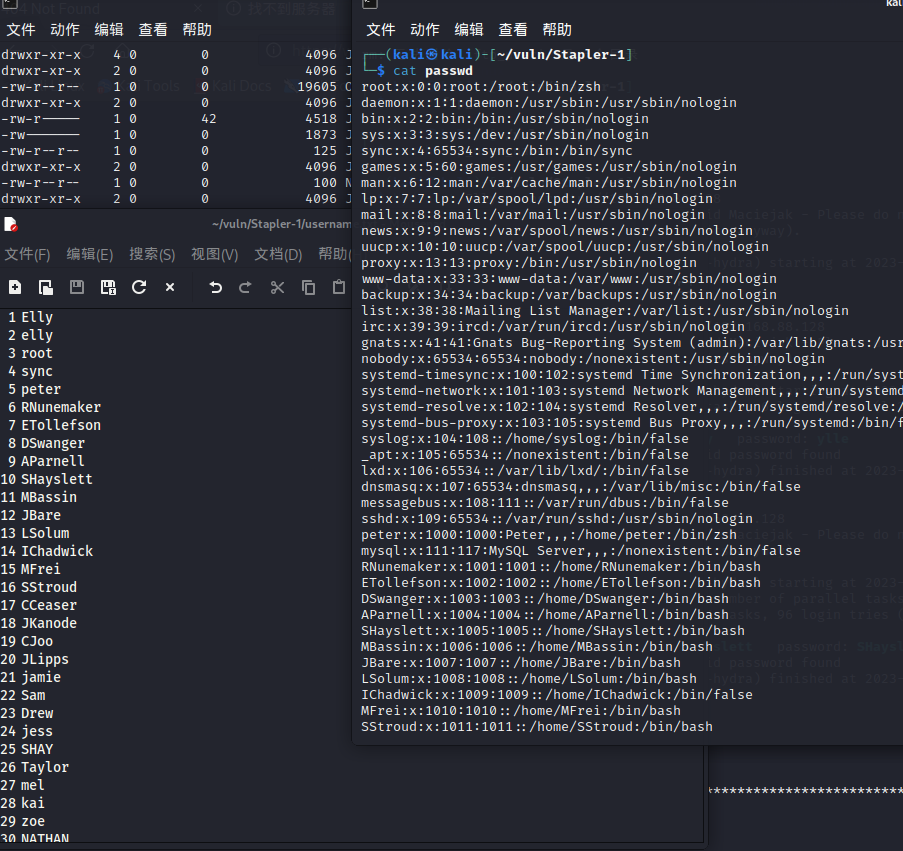 文件 动作 编辑 查看 帮助
drwxr-xr-x 4 0 0 4096 J
drwxr-xr-x 2 0 0 4096 J
-rw-r--r-- 1 0 0 19605 O
drwxr-xr-x 2 0 0 4096 J
-rw-r----- 1 0 42 4518 J
-rw------- 1 0 0 1873 J
-rw-r--r-- 1 0 0 125 J
drwxr-xr-x 2 0 0 4096 J
-rw-r--r-- 1 0 0 100 N
drwxr-xr-x 2 0 0 4096 J
~/vuln/Stapler-1/usernam
文件(F) 编辑(E) 搜索(S) 视图(V) 文档(D) 帮助(
1 Elly
2 elly
3 root
4 sync
5 peter
6 RNunemaker
7 ETollefson
8 DSwanger
9 AParnell
10 SHayslett
11 MBassin
12 JBare
13 LSolum
14 IChadwick
15 MFrei
16 SStroud
17 CCeaser
18 JKanode
19 CJoo
20 JLipps
21 jamie
22 Sam
23 Drew
24 jess
25 SHAY
26 Taylor
27 mel
28 kai
29 zoe
30 NATHAN
kal
文件 动作 编辑 查看 帮助
┌──(kali㉿kali)-[~/vuln/Stapler-1]
└─$ cat passwd
root:x:0:0:root:/root:/bin/zsh
daemon:x:1:1:daemon:/usr/sbin:/usr/sbin/nologin
bin:x:2:2:bin:/bin:/usr/sbin/nologin
sys:x:3:3:sys:/dev:/usr/sbin/nologin
sync:x:4:65534:sync:/bin:/bin/sync
games:x:5:60:games:/usr/games:/usr/sbin/nologin
man:x:6:12:man:/var/cache/man:/usr/sbin/nologin
lp:x:7:7:lp:/var/spool/lpd:/usr/sbin/nologin
mail:x:8:8:mail:/var/mail:/usr/sbin/nologin
news:x:9:9:news:/var/spool/news:/usr/sbin/nologin
uucp:x:10:10:uucp:/var/spool/uucp:/usr/sbin/nologin
proxy:x:13:13:proxy:/bin:/usr/sbin/nologin
www-data:x:33:33:www-data:/var/www:/usr/sbin/nologin
backup:x:34:34:backup:/var/backups:/usr/sbin/nologin
list:x:38:38:Mailing List Manager:/var/list:/usr/sbin/nologin
irc:x:39:39:ircd:/var/run/ircd:/usr/sbin/nologin
gnats:x:41:41:Gnats Bug-Reporting System (admin):/var/lib/gnats:/usr
nobody:x:65534:65534:nobody:/nonexistent:/usr/sbin/nologin
systemd-timesync:x:100:102:systemd Time Synchronization,,,:/run/syst
systemd-network:x:101:103:systemd Network Management,,,:/run/systemd
systemd-resolve:x:102:104:systemd Resolver,,,:/run/systemd/resolve:/
systemd-bus-proxy:x:103:105:systemd Bus Proxy,,,:/run/systemd:/bin/f
syslog:x:104:108::/home/syslog:/bin/false
_apt:x:105:65534::/nonexistent:/bin/false
lxd:x:106:65534::/var/lib/lxd/:/bin/false
dnsmasq:x:107:65534:dnsmasq,,,:/var/lib/misc:/bin/false
messagebus:x:108:111::/var/run/dbus:/bin/false
sshd:x:109:65534::/var/run/sshd:/usr/sbin/nologin
peter:x:1000:1000:Peter,,,:/home/peter:/bin/zsh
mysql:x:111:117:MySQL Server,,,:/nonexistent:/bin/false
RNunemaker:x:1001:1001::/home/RNunemaker:/bin/bash
ETollefson:x:1002:1002::/home/ETollefson:/bin/bash
DSwanger:x:1003:1003::/home/DSwanger:/bin/bash
AParnell:x:1004:1004::/home/AParnell:/bin/bash
SHayslett:x:1005:1005::/home/SHayslett:/bin/bash
MBassin:x:1006:1006::/home/MBassin:/bin/bash
JBare:x:1007:1007::/home/JBare:/bin/bash
LSolum:x:1008:1008::/home/LSolum:/bin/bash
IChadwick:x:1009:1009::/home/IChadwick:/bin/false
MFrei:x:1010:1010::/home/MFrei:/bin/bash
SStroud:x:1011:1011::/home/SStroud:/bin/bash
*************************